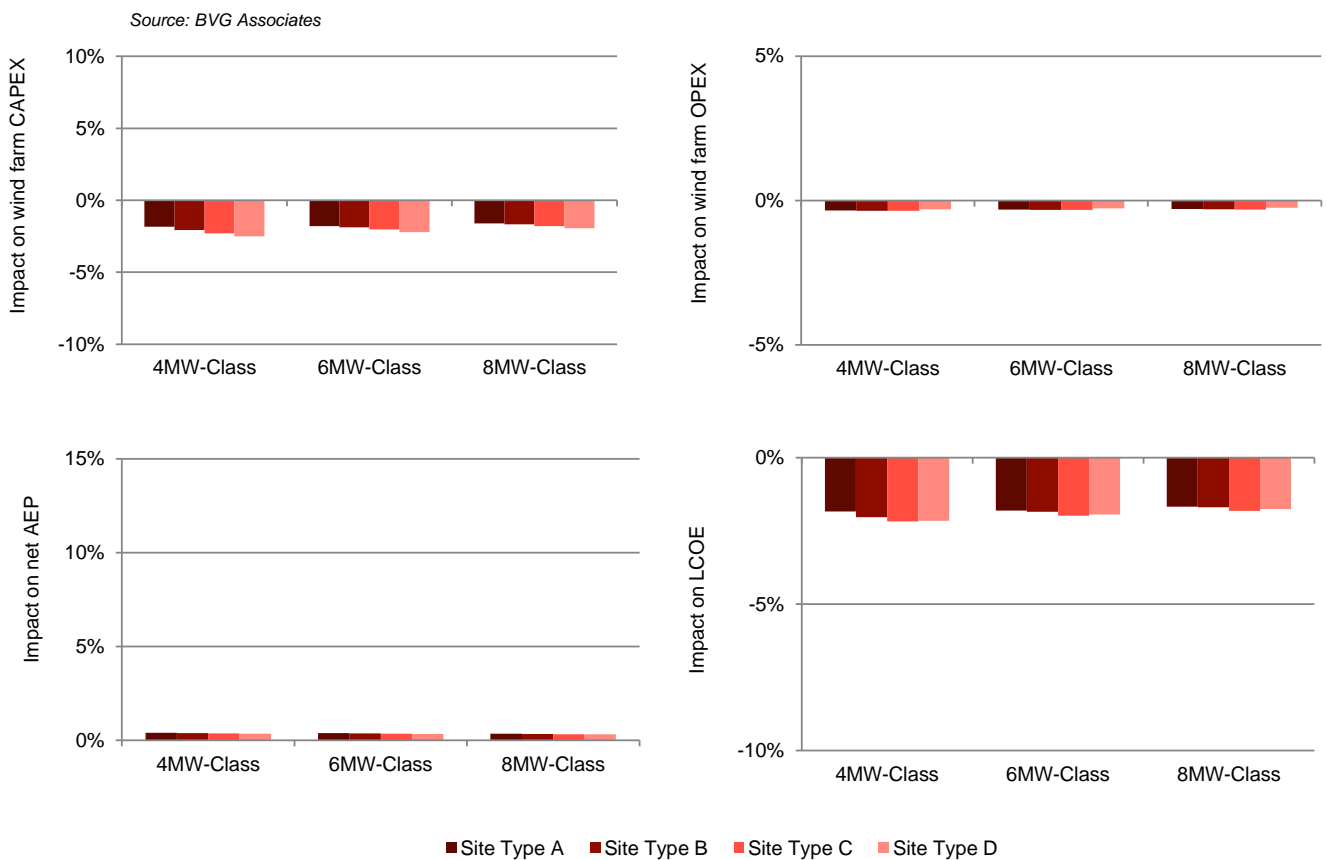 Source: BVG Associates
Impact on wind farm CAPEX
10%
5%
0%
-5%
-10%
4MW-Class 6MW-Class 8MW-Class
Impact on wind farm OPEX
5%
0%
-5%
4MW-Class 6MW-Class 8MW-Class
Impact on net AEP
15%
10%
5%
0%
4MW-Class 6MW-Class 8MW-Class
Impact on LCOE
0%
-5%
-10%
4MW-Class 6MW-Class 8MW-Class
Site Type A Site Type B Site Type C Site Type D